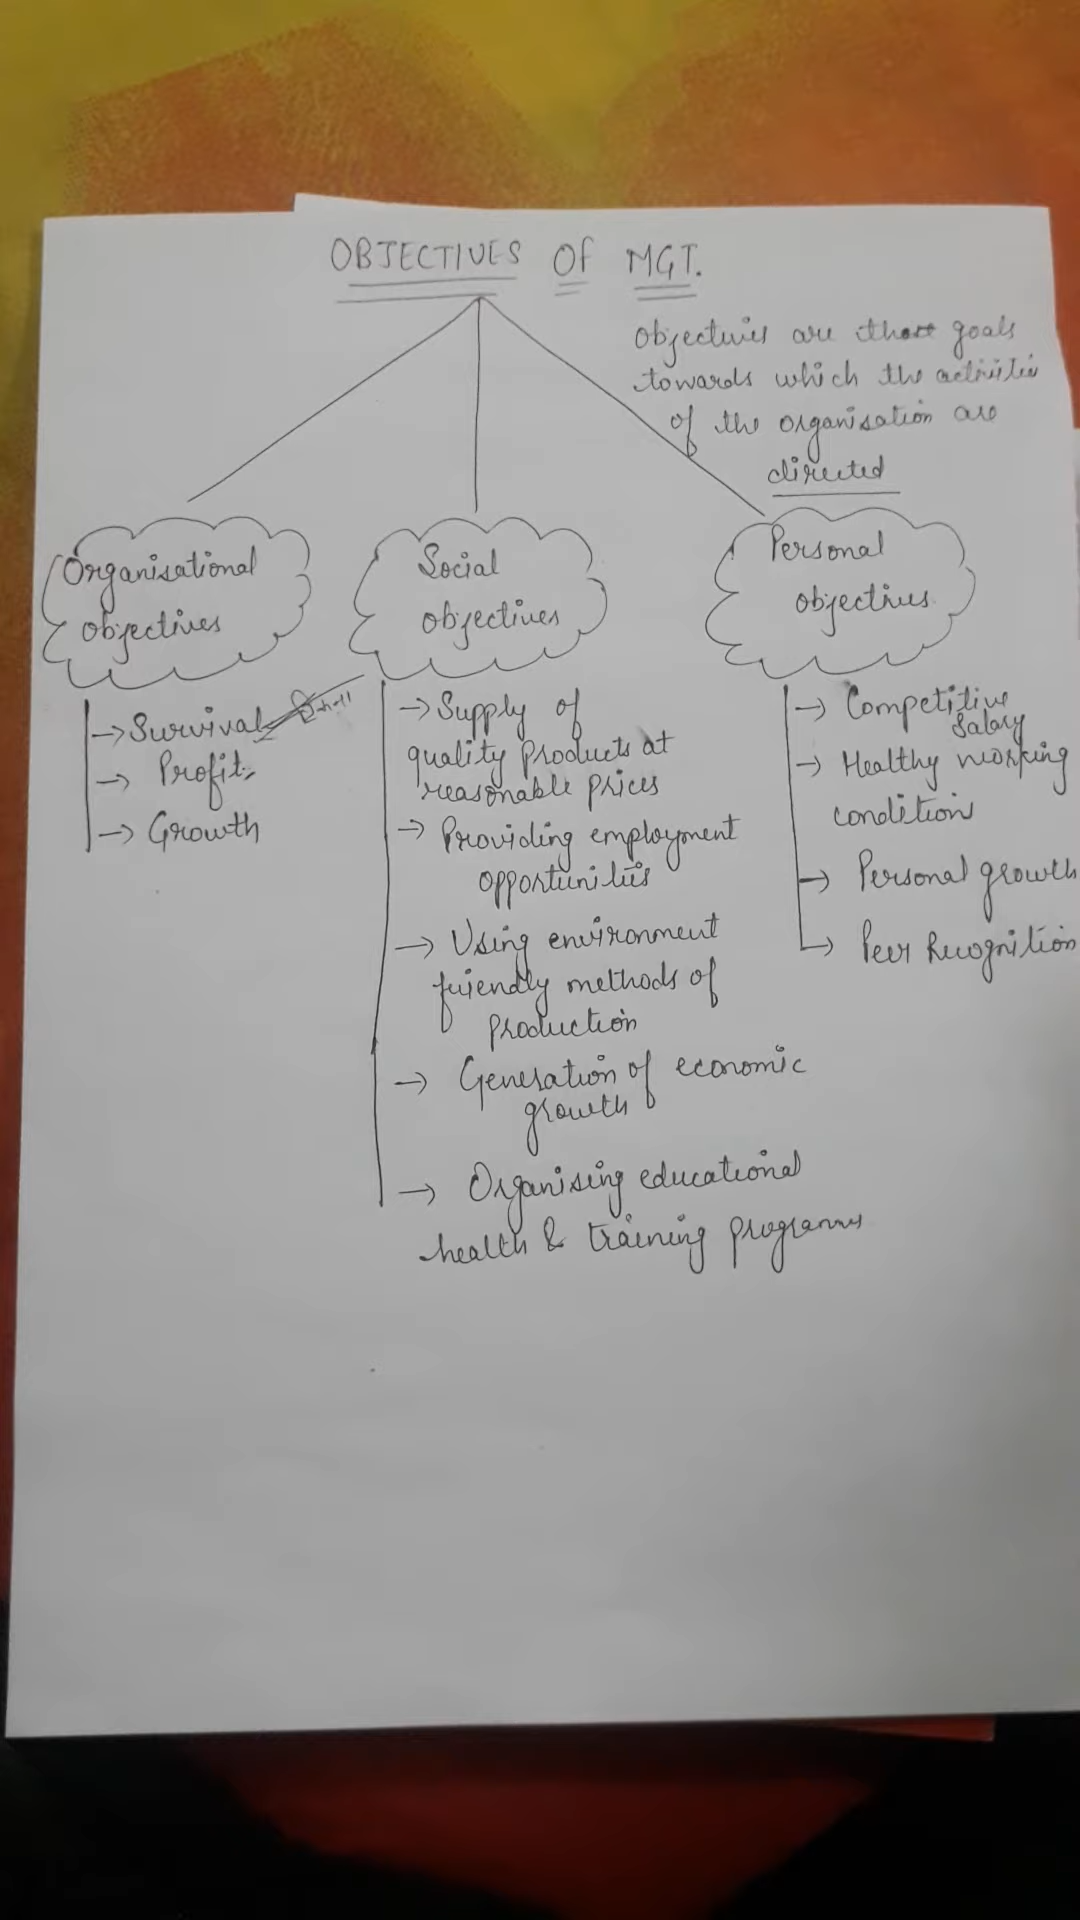 OBJECTIVES OF MGT.
Objectives are those goals
towards which the activities
of the organisation are
directed
Organisational
objectives
→ Survival
→ Profit
→ Growth
Social
objectives
→ Supply of
quality products at
reasonable prices
→ Providing employment
opportunities
→ Using environment
friendly methods of
production
→ Generation of economic
growth
→ Organising educational
health & training programmes
Personal
objectives
→ Competitive
Salary
→ Healthy working
condition
→ Personal growth
→ Peer Recognition